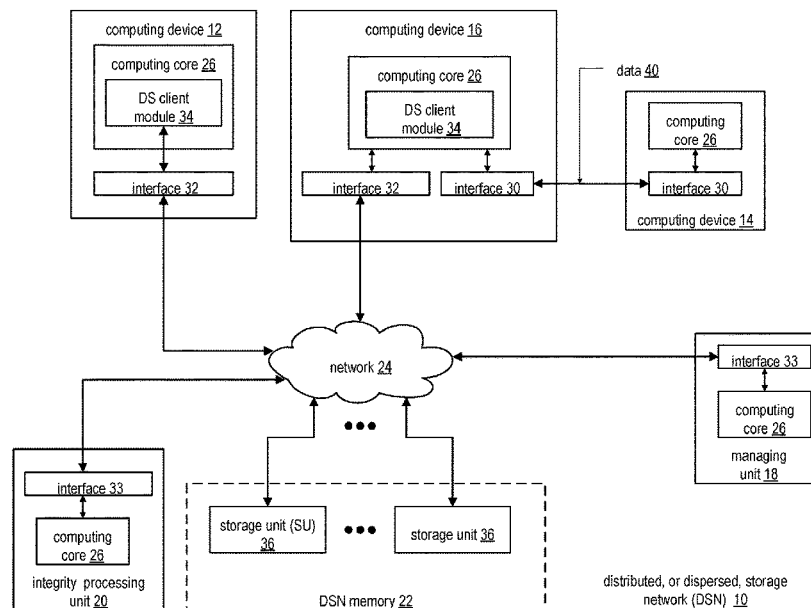 computing device 12
computing core 26
DS client
module 34
interface 32
computing device 16
computing core 26
DS client
module 34
interface 32
interface 30
data 40
computing
core 26
interface 30
computing device 14
network 24
interface 33
computing
core 26
managing
unit 18
interface 33
computing
core 26
integrity processing
unit 20
storage unit (SU)
36
storage unit 36
DSN memory 22
distributed, or dispersed, storage
network (DSN) 10